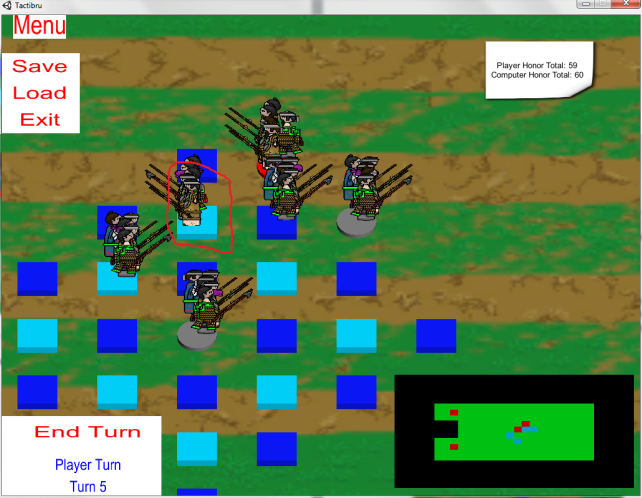 Tactibru
Menu
Save
Load
Exit
Player Honor Total: 59
Computer Honor Total: 60
End Turn
Player Turn
Turn 5